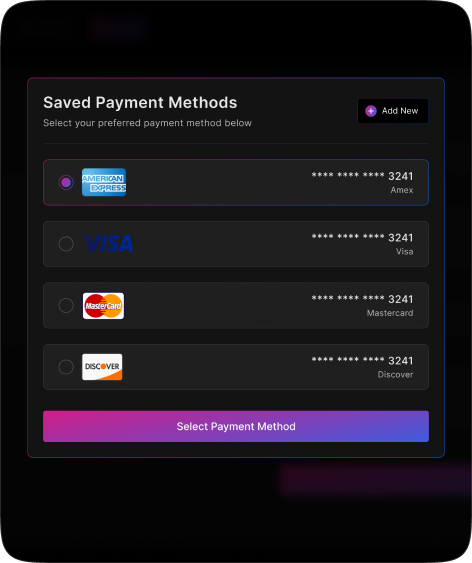 Saved Payment Methods
Select your preferred payment method below
Add New
AMERICAN EXPRESS
**** **** **** 3241
Amex
VISA
**** **** **** 3241
Visa
MasterCard
**** **** **** 3241
Mastercard
DISCOVER
**** **** **** 3241
Discover
Select Payment Method